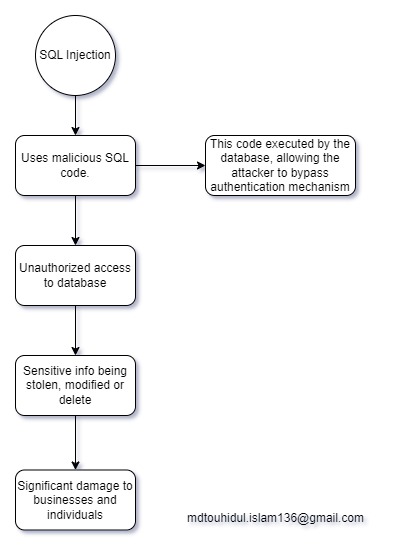 SQL Injection
Uses malicious SQL
code.
This code executed by the
database, allowing the
attacker to bypass
authentication mechanism
Unauthorized access
to database
Sensitive info being
stolen, modified or
delete
Significant damage to
businesses and
individuals
mdtouhidul.islam136@gmail.com